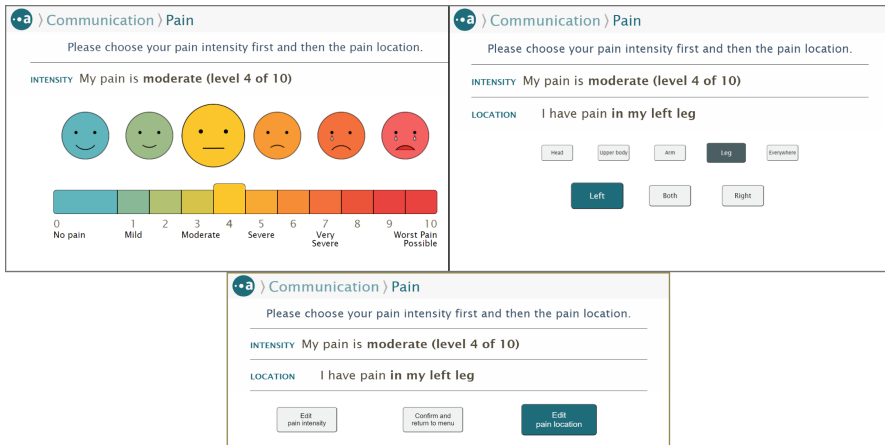 •• a 〉Communication 〉Pain
Please choose your pain intensity first and then the pain location.
INTENSITY My pain is moderate (level 4 of 10)
0 1 2 3 4 5 6 7 8 9 10
No pain Mild Moderate Severe Very Severe Worst Pain Possible
•• a 〉Communication 〉Pain
Please choose your pain intensity first and then the pain location.
INTENSITY My pain is moderate (level 4 of 10)
LOCATION I have pain in my left leg
Head Upper body Arm Leg Everywhere
Left Both Right
•• a 〉Communication 〉Pain
Please choose your pain intensity first and then the pain location.
INTENSITY My pain is moderate (level 4 of 10)
LOCATION I have pain in my left leg
Edit pain intensity
Confirm and return to menu
Edit pain location